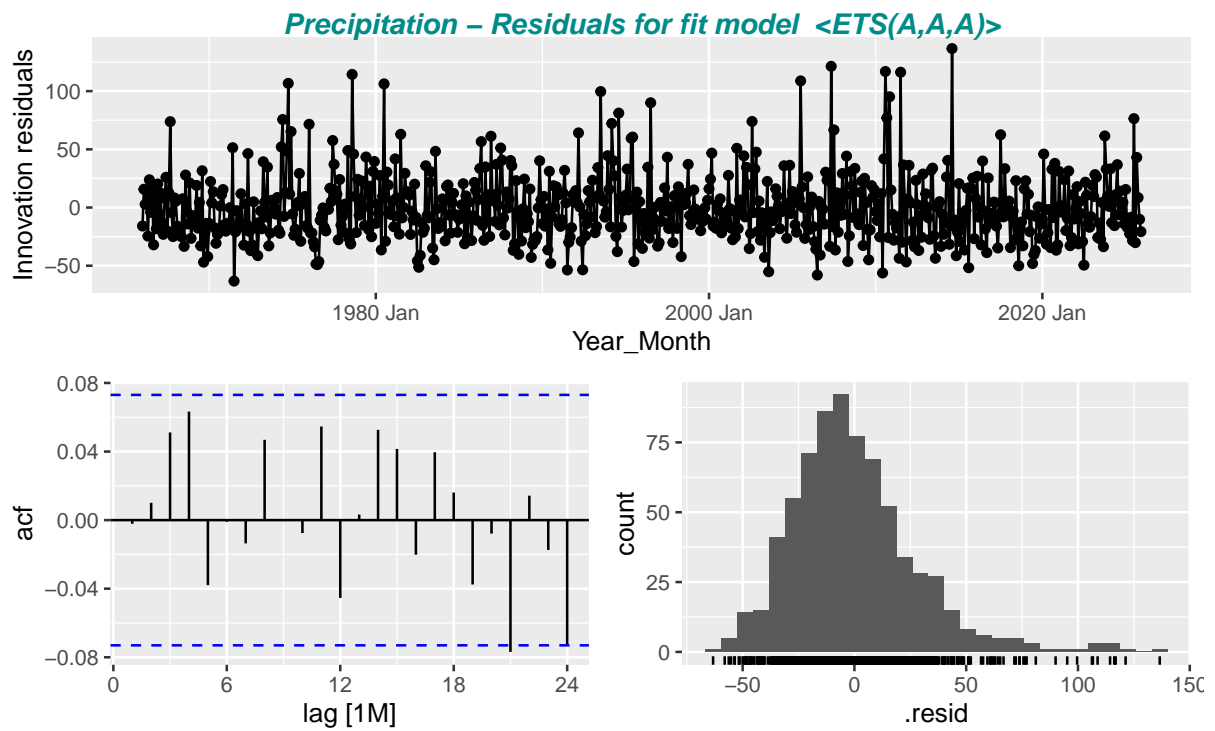 Precipitation – Residuals for fit model <ETS(A,A,A)>
Innovation residuals
100
50
0
−50
1980 Jan
2000 Jan
2020 Jan
Year_Month
acf
0.08
0.04
0.00
−0.04
−0.08
0
6
12
18
24
lag [1M]
count
75
50
25
0
−50
0
50
100
150
.resid